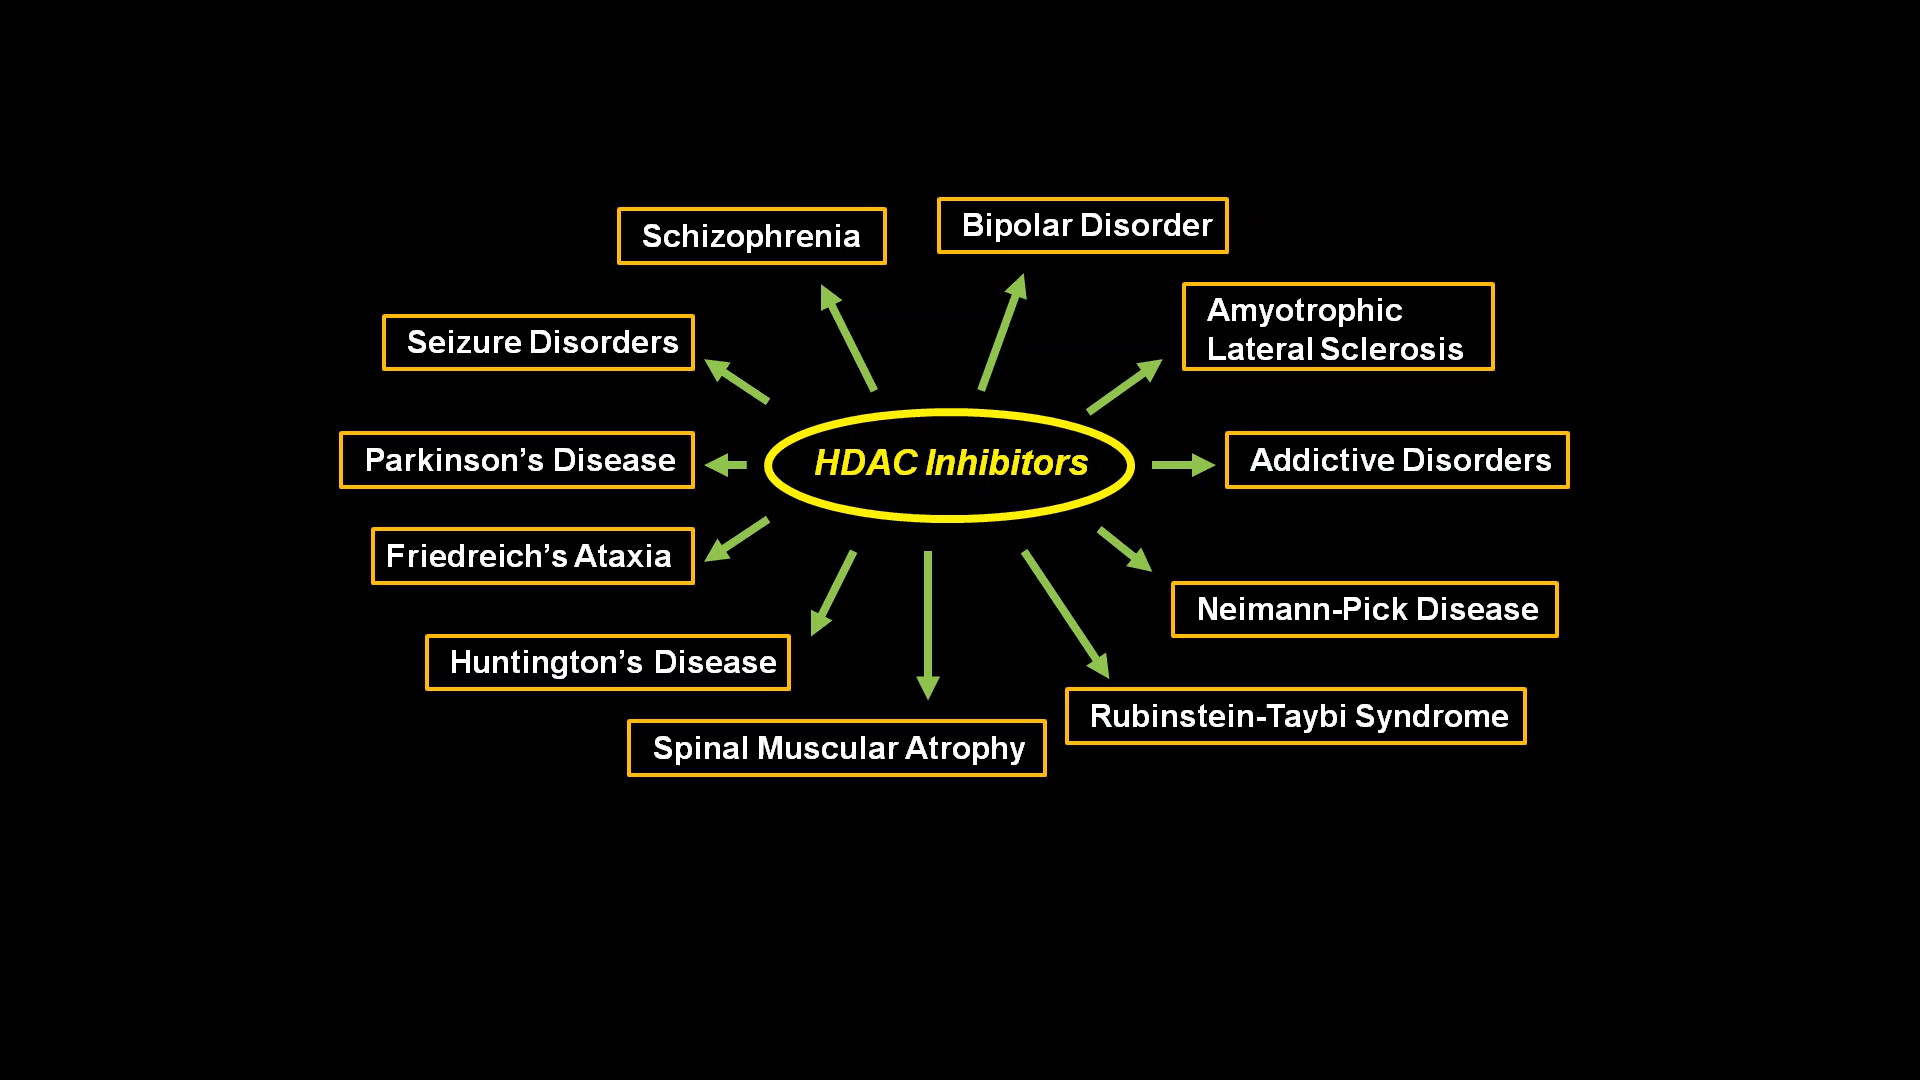 Schizophrenia
Bipolar Disorder
Amyotrophic
Lateral Sclerosis
Seizure Disorders
Parkinson’s Disease
HDAC Inhibitors
Addictive Disorders
Friedreich’s Ataxia
Neimann-Pick Disease
Huntington’s Disease
Rubinstein-Taybi Syndrome
Spinal Muscular Atrophy